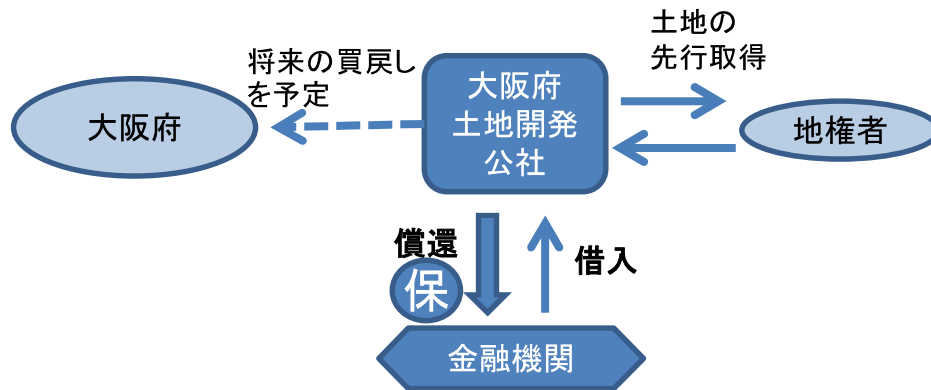 土地の
先行取得
将来の買戻し
を予定
大阪府
大阪府
土地開発
公社
地権者
償還
保
借入
金融機関